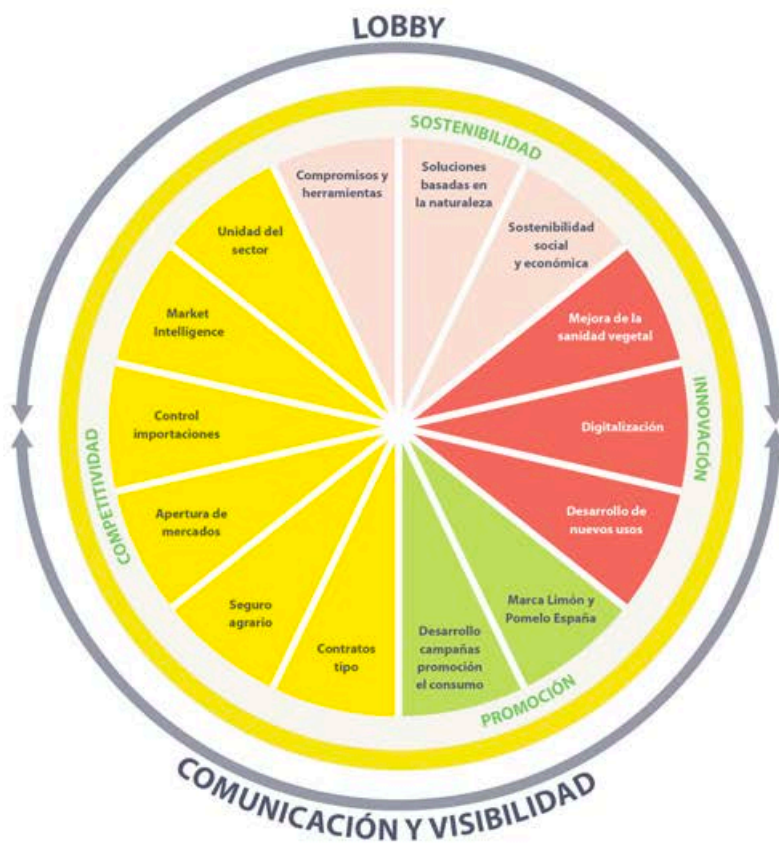 LOBBY
SOSTENIBILIDAD
Compromisos y
herramientas
Soluciones
basadas en
la naturaleza
Sostenibilidad
social
y económica
Mejora de la
sanidad vegetal
Digitalización
Desarrollo de
nuevos usos
INNOVACIÓN
Marca Limón y
Pomelo España
Desarrollo
campañas
promoción
el consumo
PROMOCIÓN
Contratos
tipo
Seguro
agrario
Apertura de
mercados
Control
importaciones
Market
Intelligence
Unidad del
sector
COMPETITIVIDAD
COMUNICACIÓN Y VISIBILIDAD